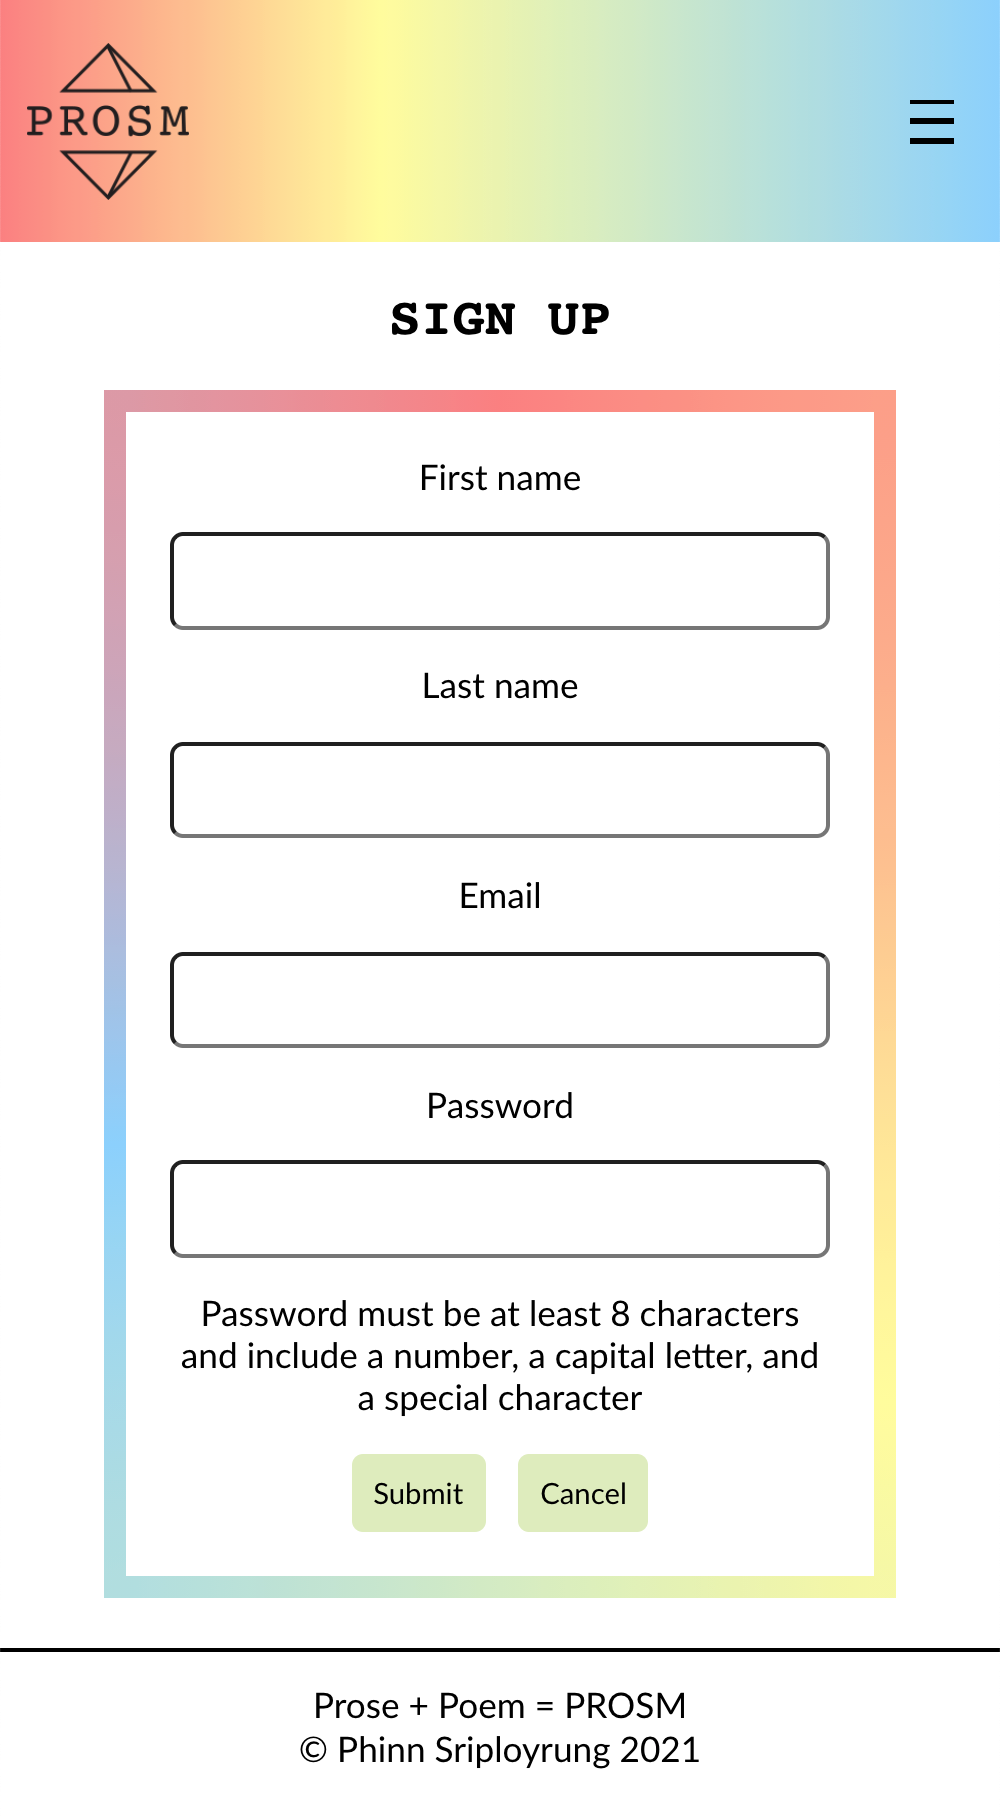 PROSM
SIGN UP
First name
Last name
Email
Password
Password must be at least 8 characters
and include a number, a capital letter, and
a special character
Submit Cancel
Prose + Poem = PROSM
© Phinn Sriployrung 2021